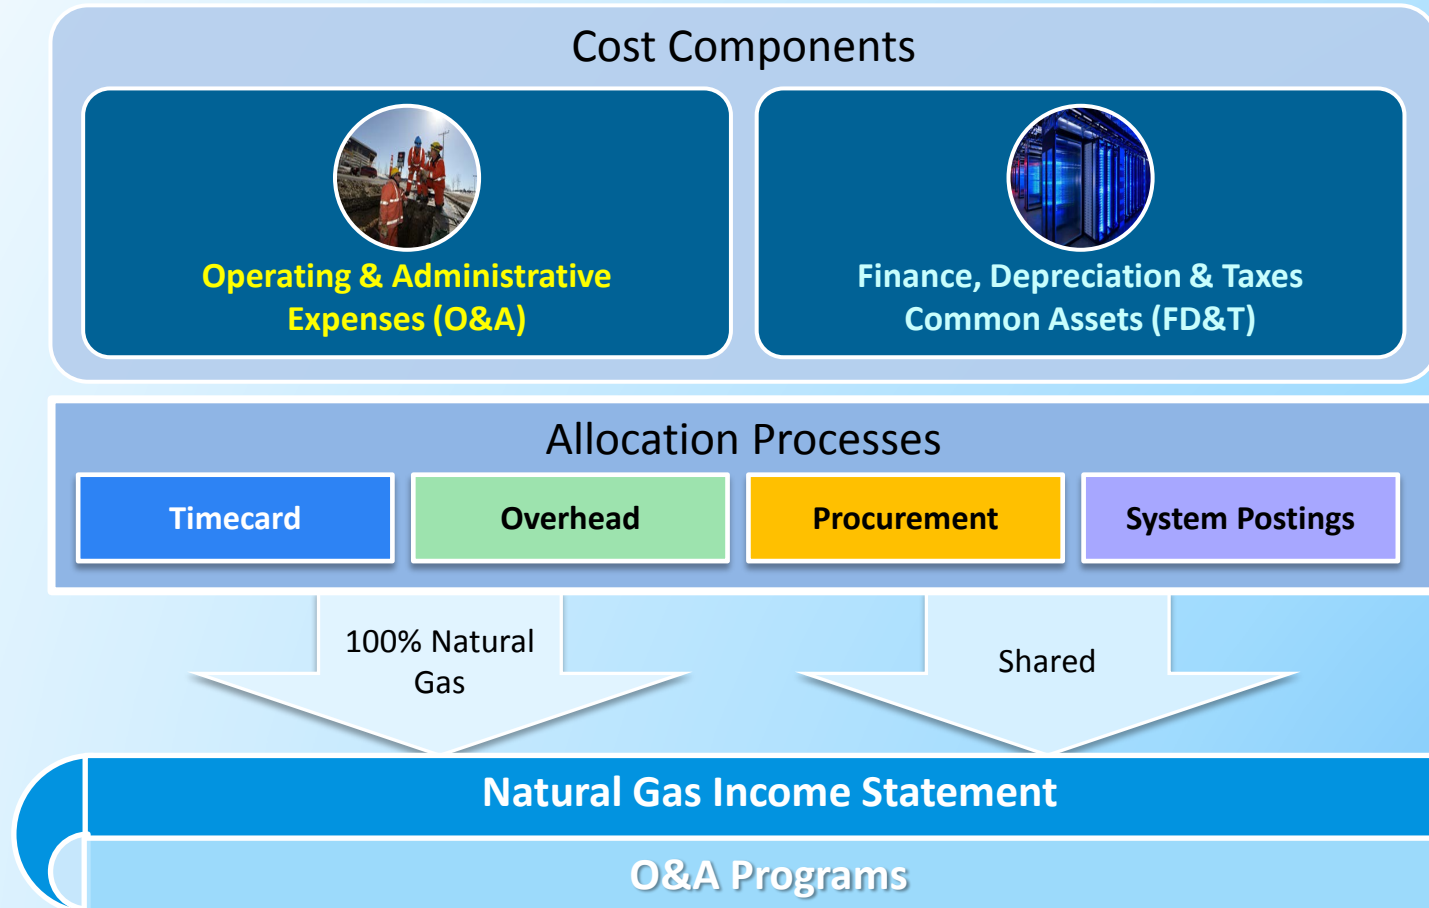 Cost Components
Operating & Administrative
Expenses (O&A)
Finance, Depreciation & Taxes
Common Assets (FD&T)
Allocation Processes
Timecard
Overhead
Procurement
System Postings
100% Natural
Gas
Shared
Natural Gas Income Statement
O&A Programs